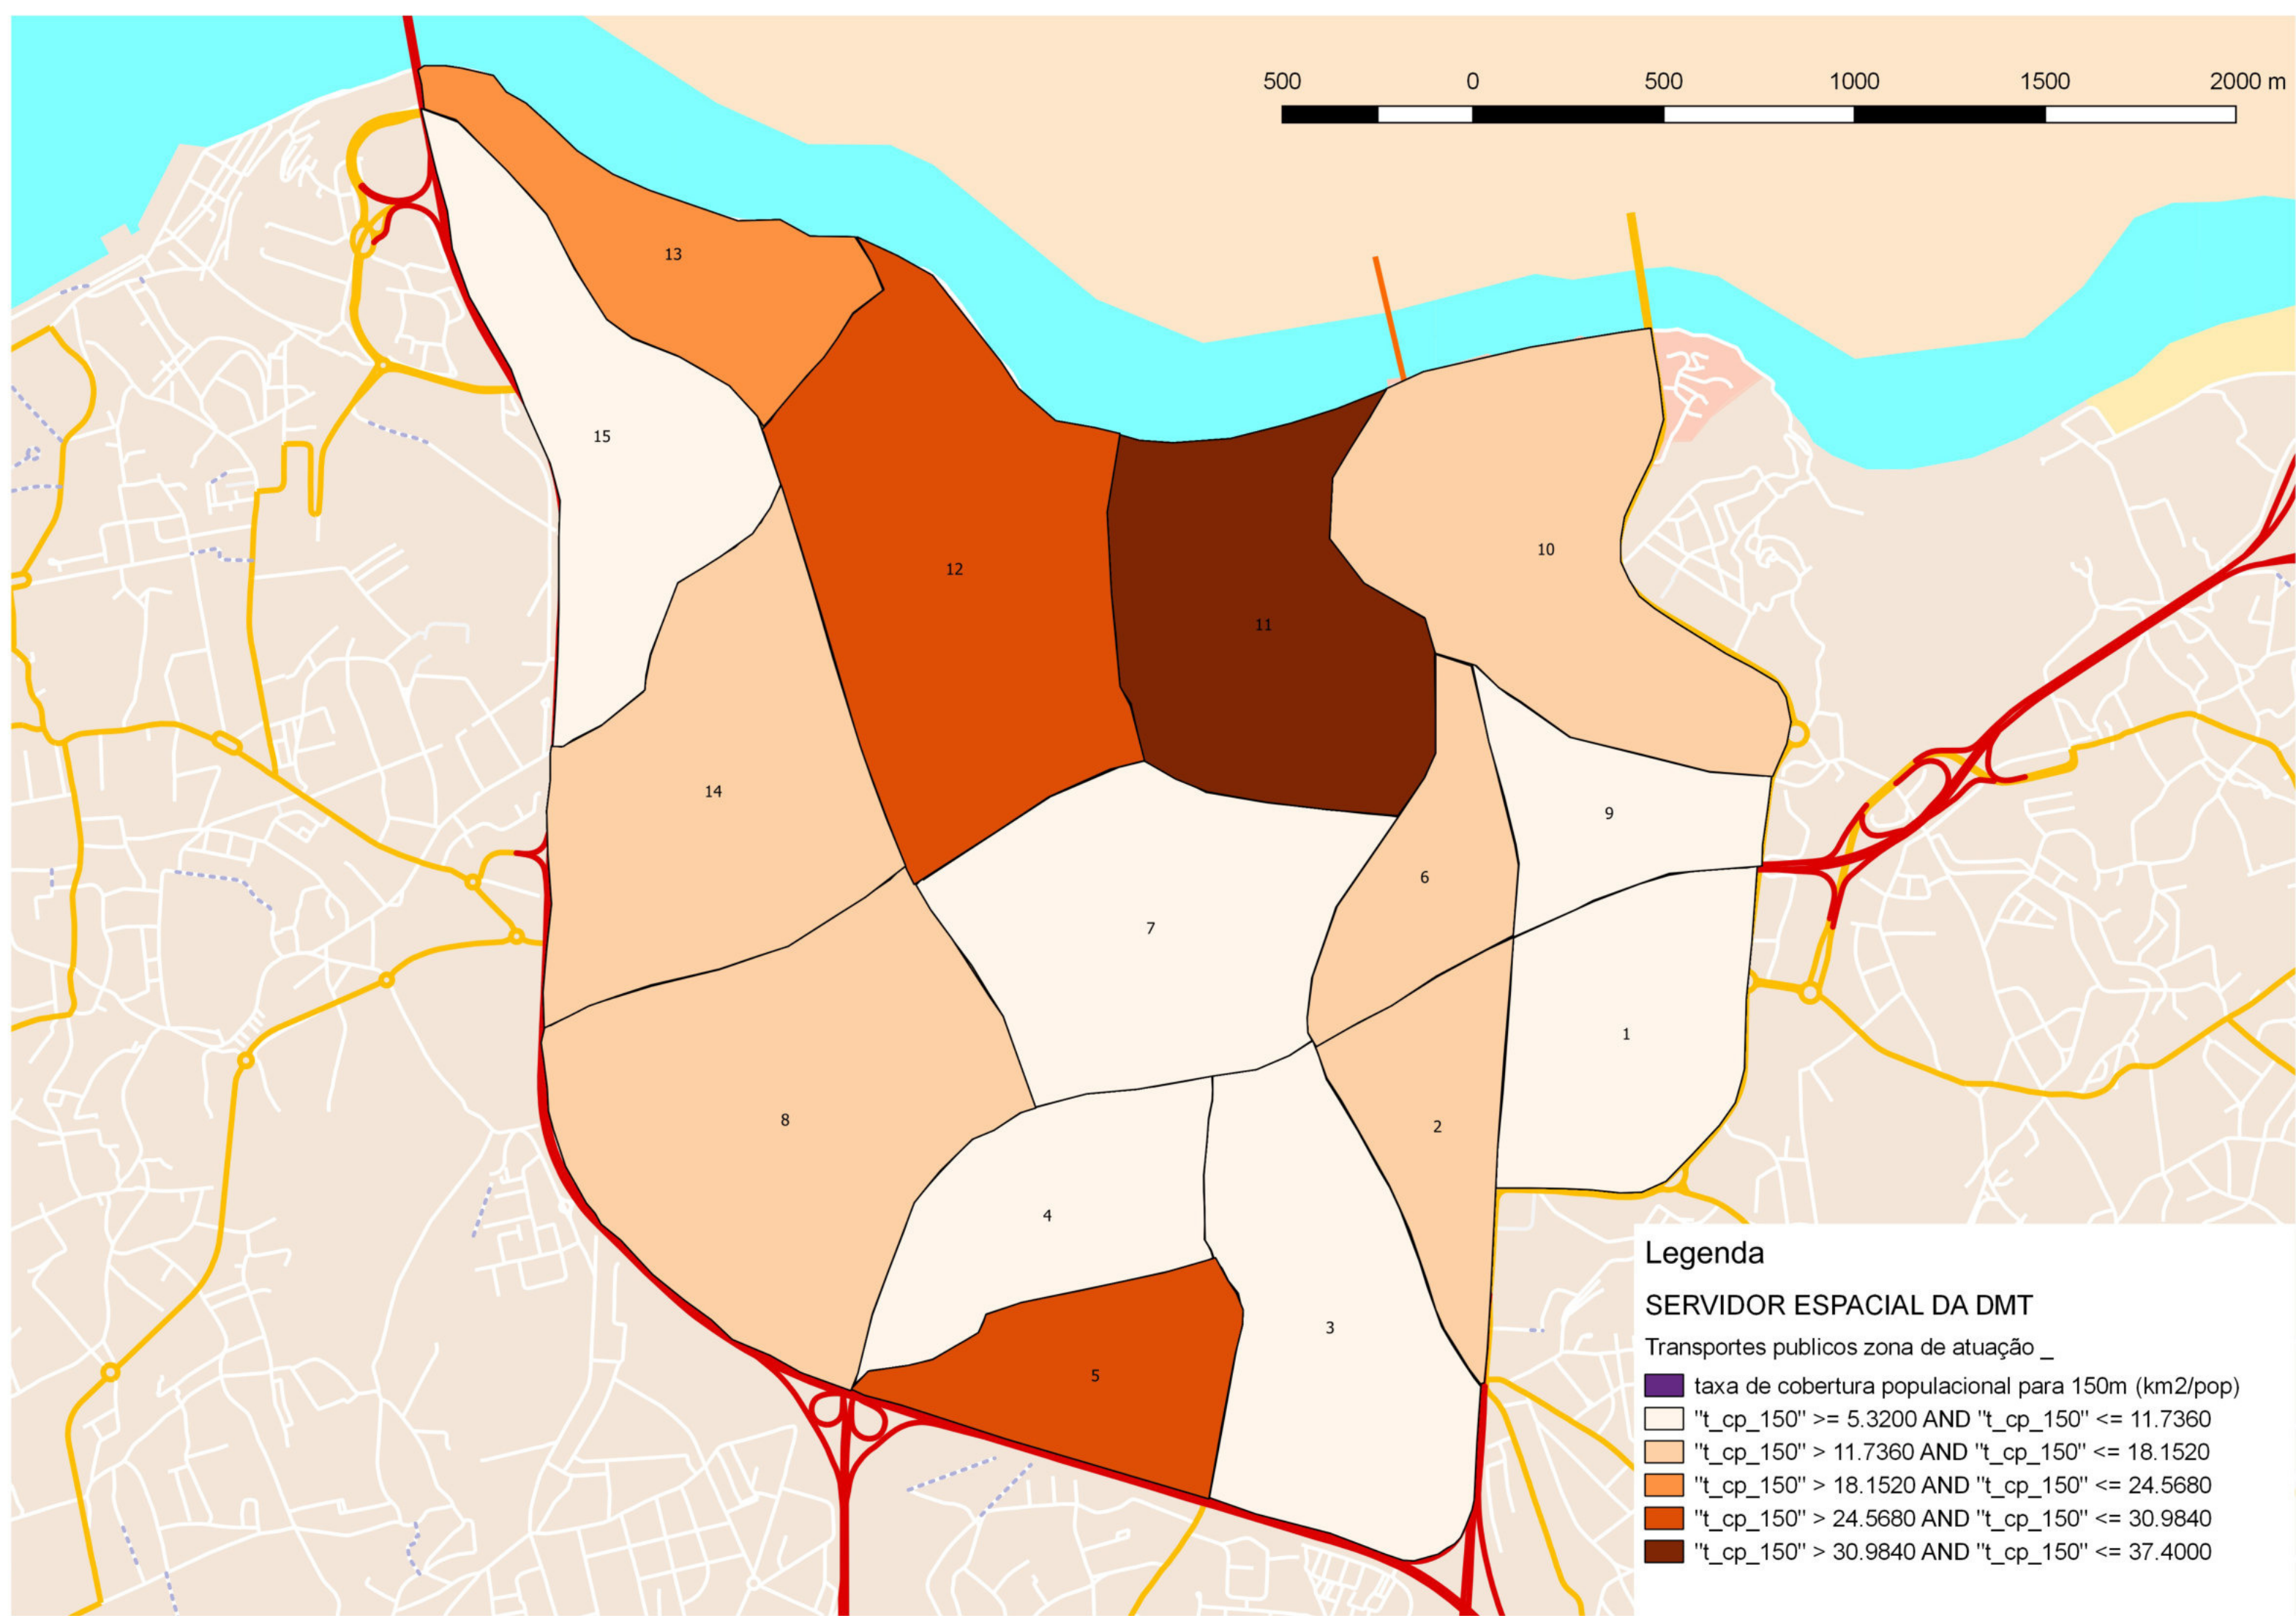 500 0 500 1000 1500 2000 m
13
15
10
12
11
14
9
6
7
1
8
2
4
3
5
Legenda
SERVIDOR ESPACIAL DA DMT
Transportes publicos zona de atuação _
taxa de cobertura populacional para 150m (km2/pop)
"t_cp_150" >= 5.3200 AND "t_cp_150" <= 11.7360
"t_cp_150" > 11.7360 AND "t_cp_150" <= 18.1520
"t_cp_150" > 18.1520 AND "t_cp_150" <= 24.5680
"t_cp_150" > 24.5680 AND "t_cp_150" <= 30.9840
"t_cp_150" > 30.9840 AND "t_cp_150" <= 37.4000